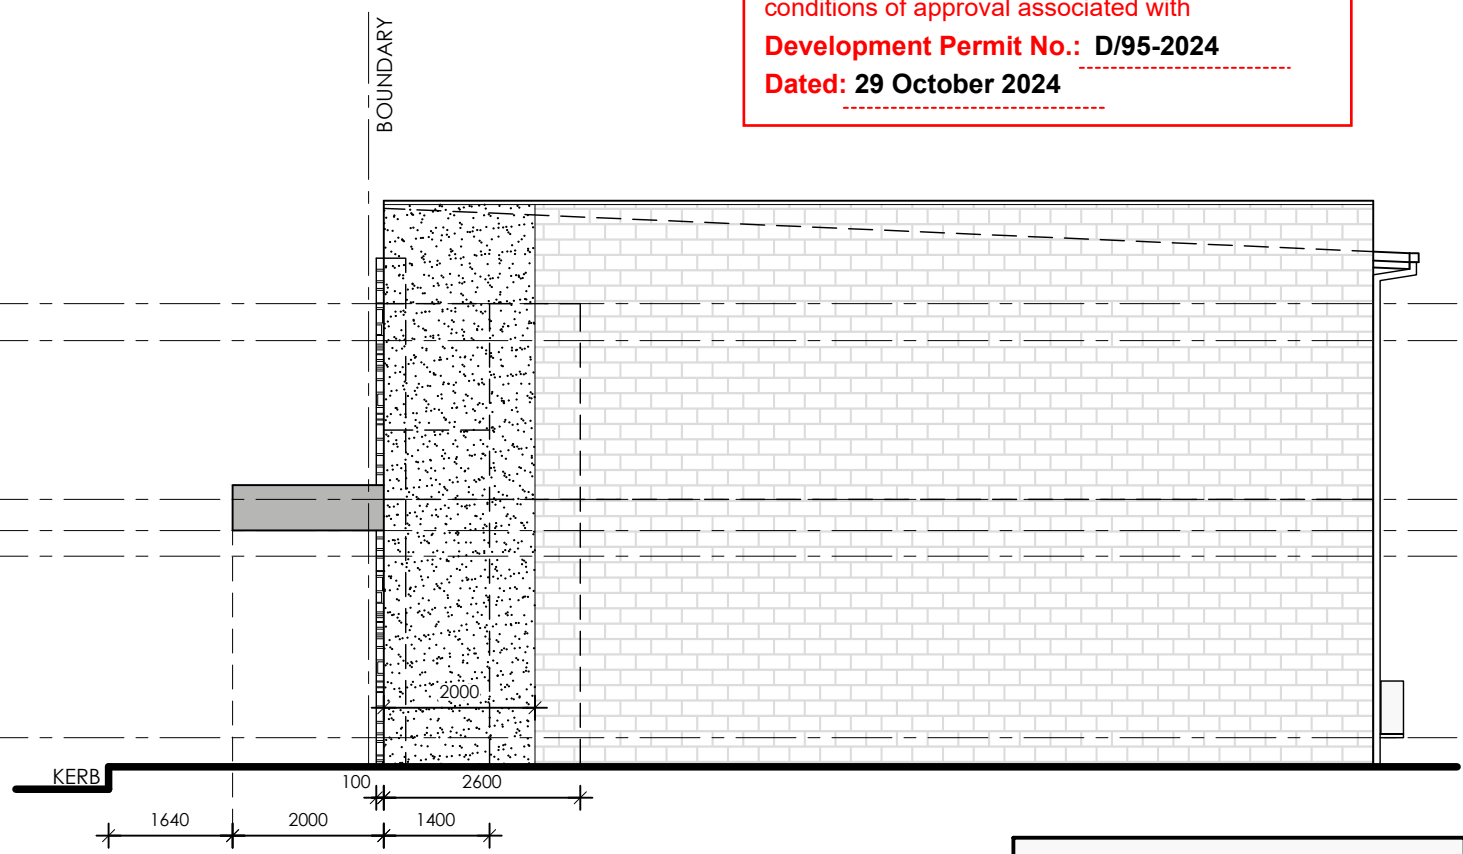 conditions of approval associated with
Development Permit No.: D/95-2024
Dated: 29 October 2024
BOUNDARY
2000
KERB
100
2600
1640
2000
1400